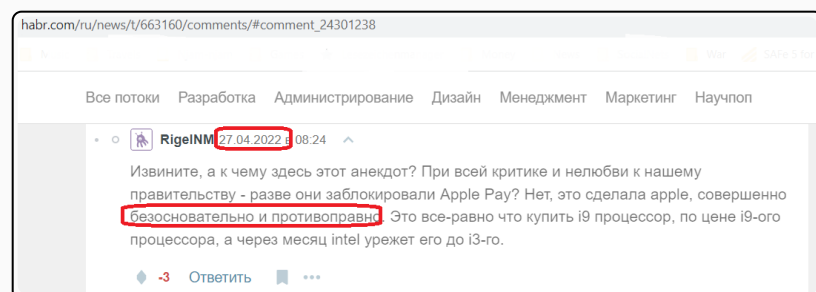 habr.com/ru/news/t/663160/comments/#comment_24301238
Все потоки Разработка Администрирование Дизайн Менеджмент Маркетинг Научпоп
RigelNM 27.04.2022 в 08:24
Извините, а к чему здесь этот анекдот? При всей критике и нелюбви к нашему
правительству - разве они заблокировали Apple Pay? Нет, это сделала apple, совершенно
безосновательно и противоправно. Это все-равно что купить i9 процессор, по цене i9-ого
процессора, а через месяц intel урежет его до i3-го.
-3 Ответить